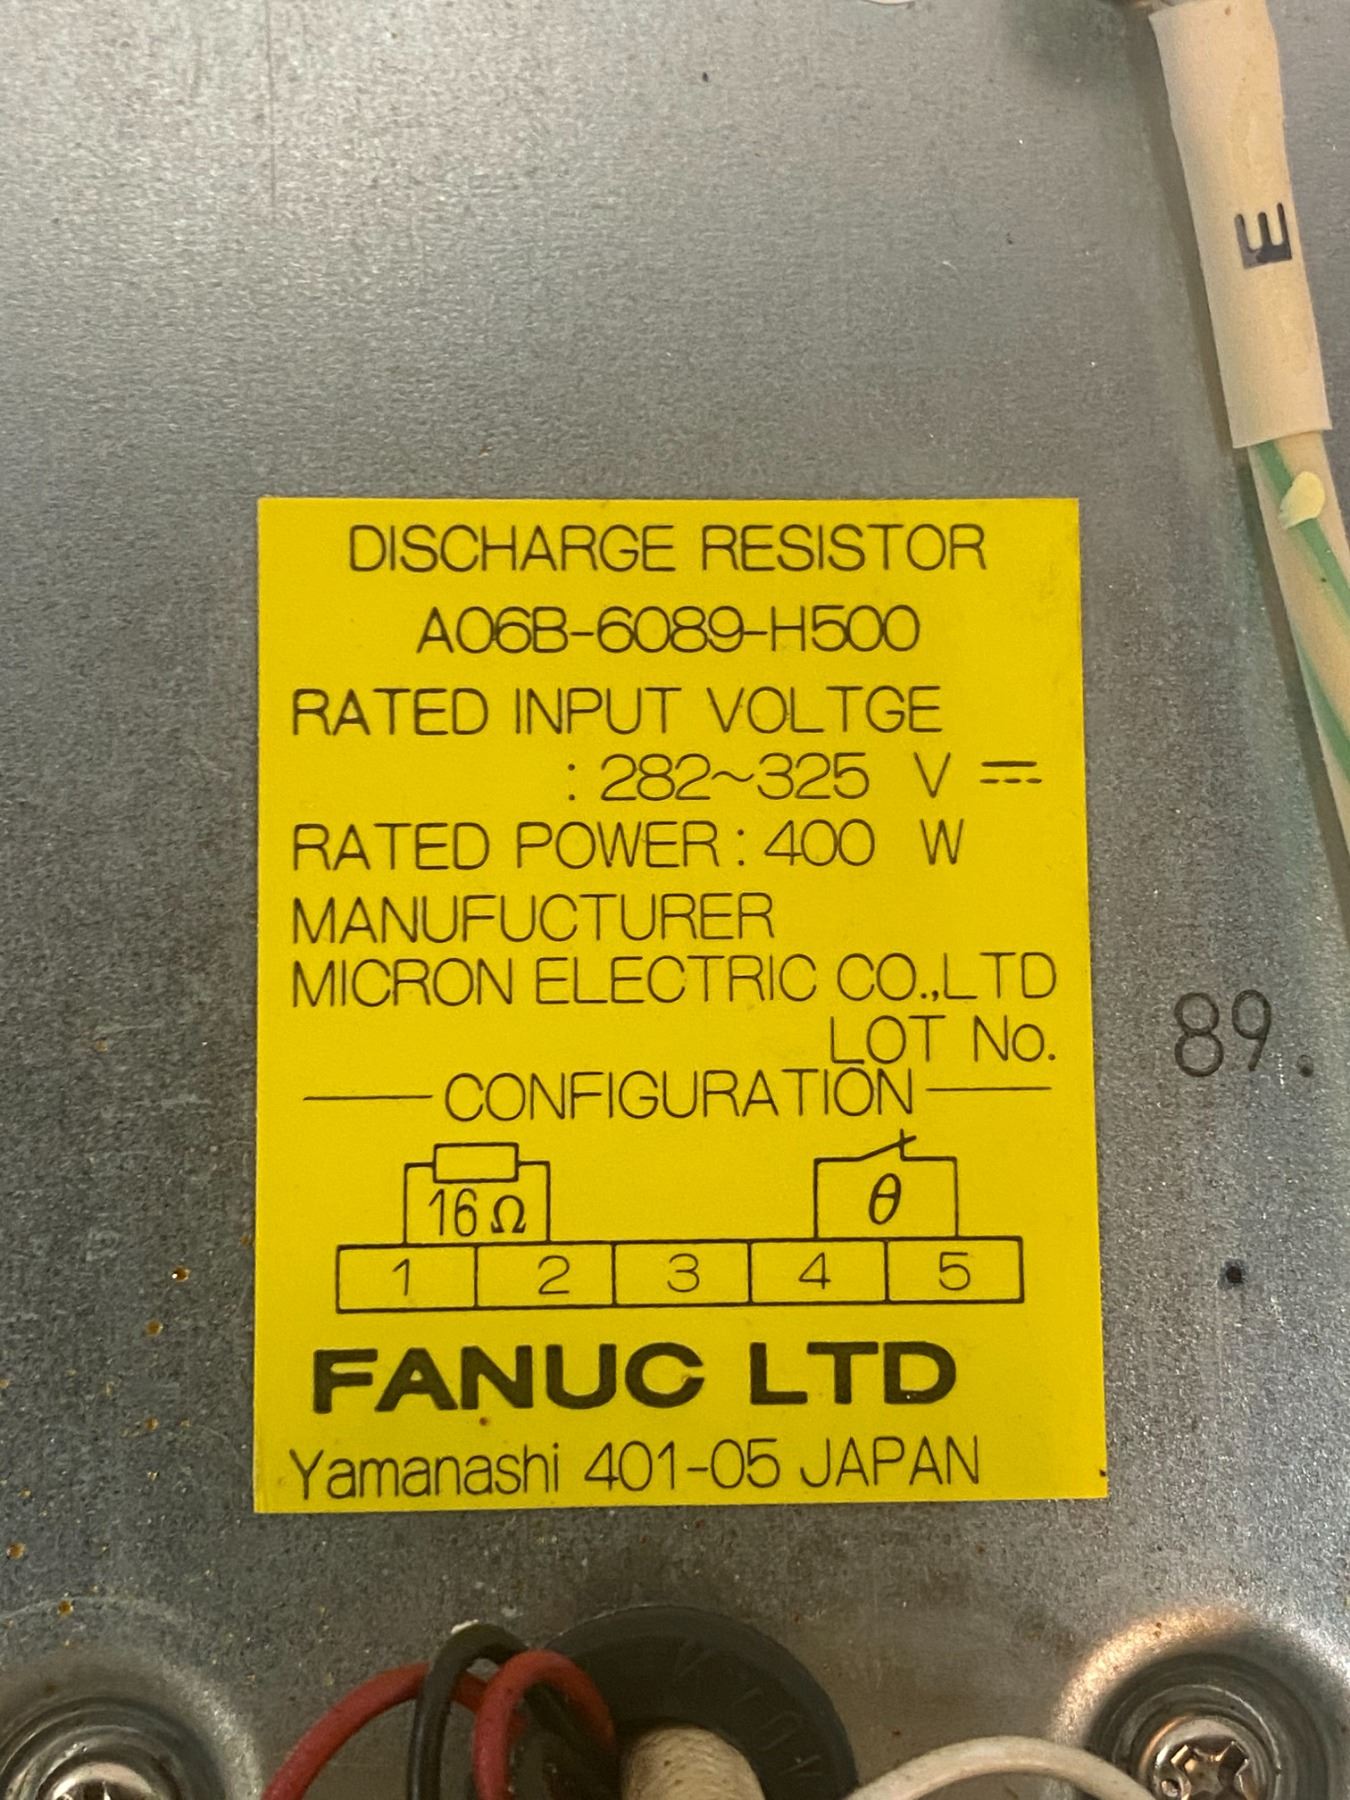 E
DISCHARGE RESISTOR
A06B-6089-H500
RATED INPUT VOLTGE
: 282~325 V ⎓
RATED POWER : 400 W
MANUFUCTURER
MICRON ELECTRIC CO.,LTD
LOT No.
89.
CONFIGURATION
16Ω θ
1 2 3 4 5
FANUC LTD
Yamanashi 401-05 JAPAN